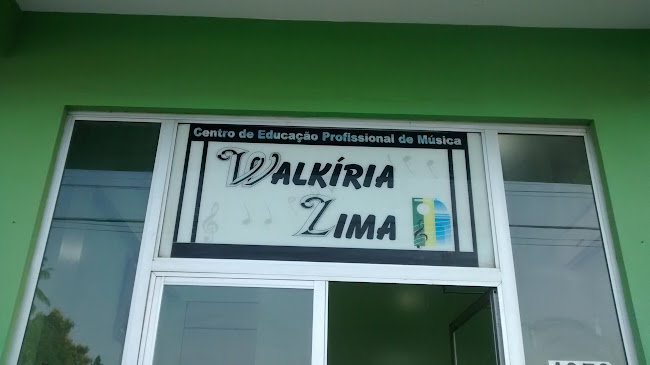 Centro de Educação Profissional de Música
WALKÍRIA
LIMA